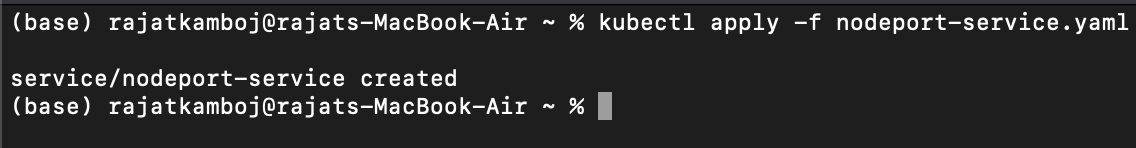 (base) rajatkamboj@rajats-MacBook-Air ~ % kubectl apply -f nodeport-service.yaml
service/nodeport-service created
(base) rajatkamboj@rajats-MacBook-Air ~ %